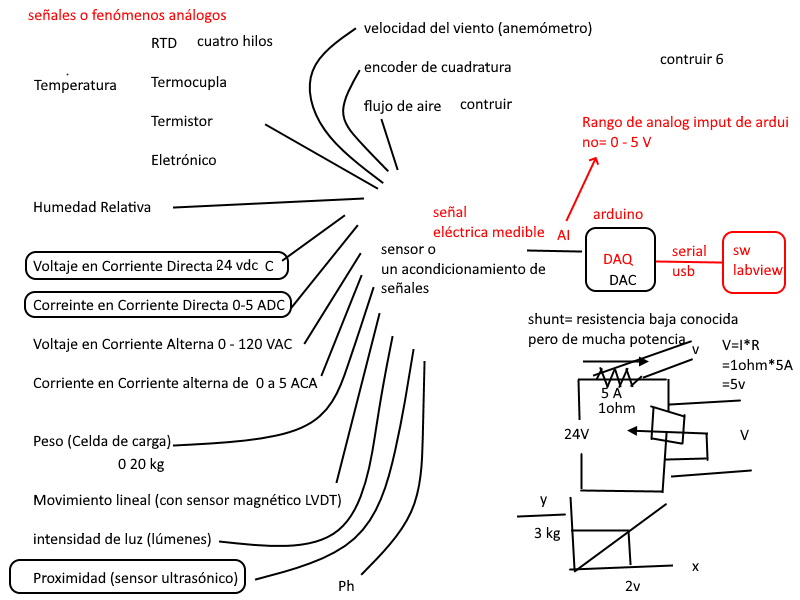 señales o fenómenos análogos
RTD
cuatro hilos
Temperatura
Termocupla
Termistor
Eletrónico
Humedad Relativa
Voltaje en Corriente Directa 24 vdc C
Correinte en Corriente Directa 0-5 ADC
Voltaje en Corriente Alterna 0 - 120 VAC
Corriente en Corriente alterna de 0 a 5 ACA
Peso (Celda de carga)
0 20 kg
Movimiento lineal (con sensor magnético LVDT)
intensidad de luz (lúmenes)
Proximidad (sensor ultrasónico)
Ph
velocidad del viento (anemómetro)
encoder de cuadratura
flujo de aire
contruir
contruir 6
Rango de analog imput de ardui
no= 0 - 5 V
señal
eléctrica medible
AI
arduino
sensor o
un acondicionamiento de
señales
DAQ
DAC
serial
usb
sw
labview
shunt= resistencia baja conocida
pero de mucha potencia
v
V=I*R
=1ohm*5A
=5v
5 A
1ohm
24V
V
y
3 kg
x
2v